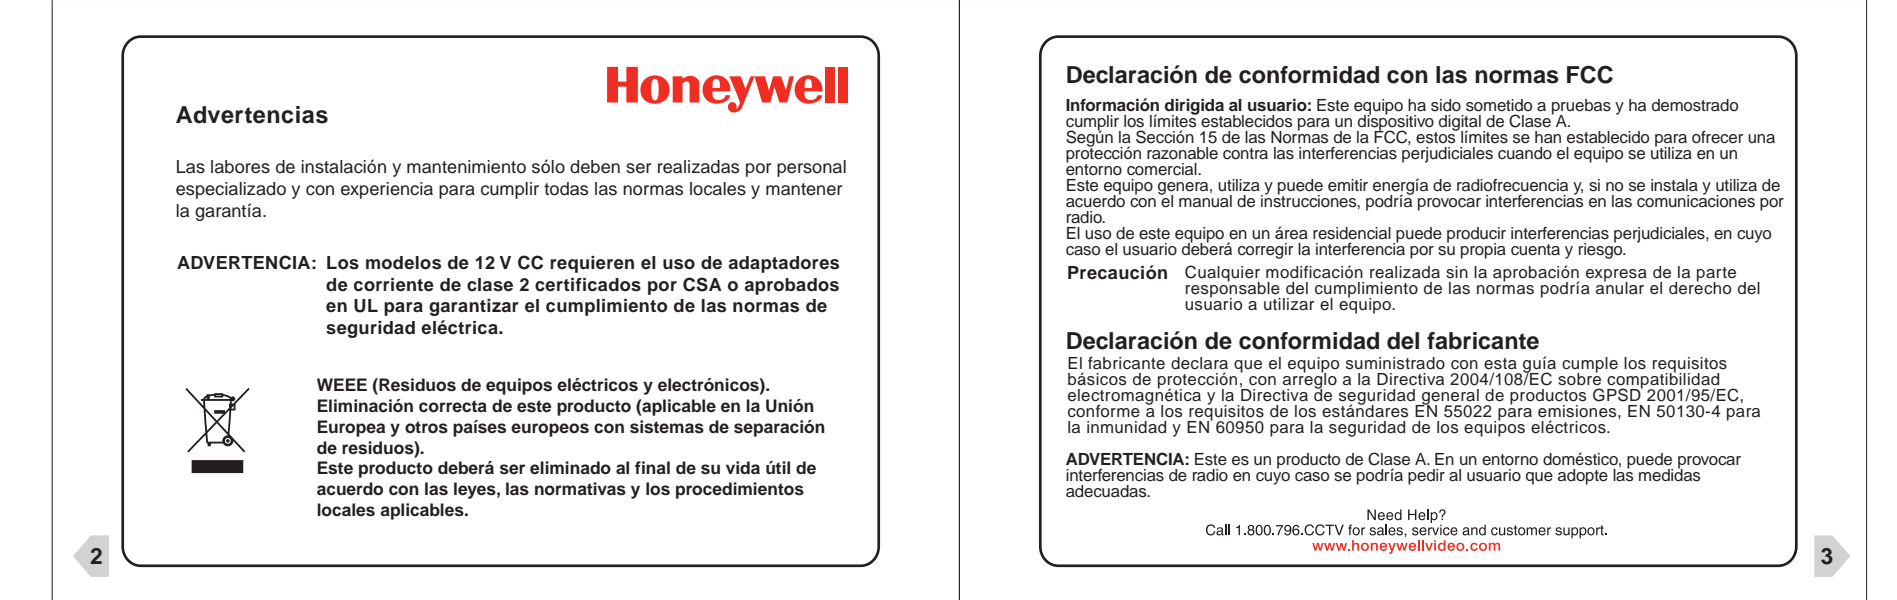 Honeywell
Advertencias
Las labores de instalación y mantenimiento sólo deben ser realizadas por personal
especializado y con experiencia para cumplir todas las normas locales y mantener
la garantía.
ADVERTENCIA: Los modelos de 12 V CC requieren el uso de adaptadores
de corriente de clase 2 certificados por CSA o aprobados
en UL para garantizar el cumplimiento de las normas de
seguridad eléctrica.
WEEE (Residuos de equipos eléctricos y electrónicos).
Eliminación correcta de este producto (aplicable en la Unión
Europea y otros países europeos con sistemas de separación
de residuos).
Este producto deberá ser eliminado al final de su vida útil de
acuerdo con las leyes, las normativas y los procedimientos
locales aplicables.
2
Declaración de conformidad con las normas FCC
Información dirigida al usuario: Este equipo ha sido sometido a pruebas y ha demostrado
cumplir los límites establecidos para un dispositivo digital de Clase A.
Según la Sección 15 de las Normas de la FCC, estos límites se han establecido para ofrecer una
protección razonable contra las interferencias perjudiciales cuando el equipo se utiliza en un
entorno comercial.
Este equipo genera, utiliza y puede emitir energía de radiofrecuencia y, si no se instala y utiliza de
acuerdo con el manual de instrucciones, podría provocar interferencias en las comunicaciones por
radio.
El uso de este equipo en un área residencial puede producir interferencias perjudiciales, en cuyo
caso el usuario deberá corregir la interferencia por su propia cuenta y riesgo.
Precaución Cualquier modificación realizada sin la aprobación expresa de la parte
responsable del cumplimiento de las normas podría anular el derecho del
usuario a utilizar el equipo.
Declaración de conformidad del fabricante
El fabricante declara que el equipo suministrado con esta guía cumple los requisitos
básicos de protección, con arreglo a la Directiva 2004/108/EC sobre compatibilidad
electromagnética y la Directiva de seguridad general de productos GPSD 2001/95/EC,
conforme a los requisitos de los estándares EN 55022 para emisiones, EN 50130-4 para
la inmunidad y EN 60950 para la seguridad de los equipos eléctricos.
ADVERTENCIA: Este es un producto de Clase A. En un entorno doméstico, puede provocar
interferencias de radio en cuyo caso se podría pedir al usuario que adopte las medidas
adecuadas.
Need Help?
Call 1.800.796.CCTV for sales, service and customer support.
www.honeywellvideo.com
3